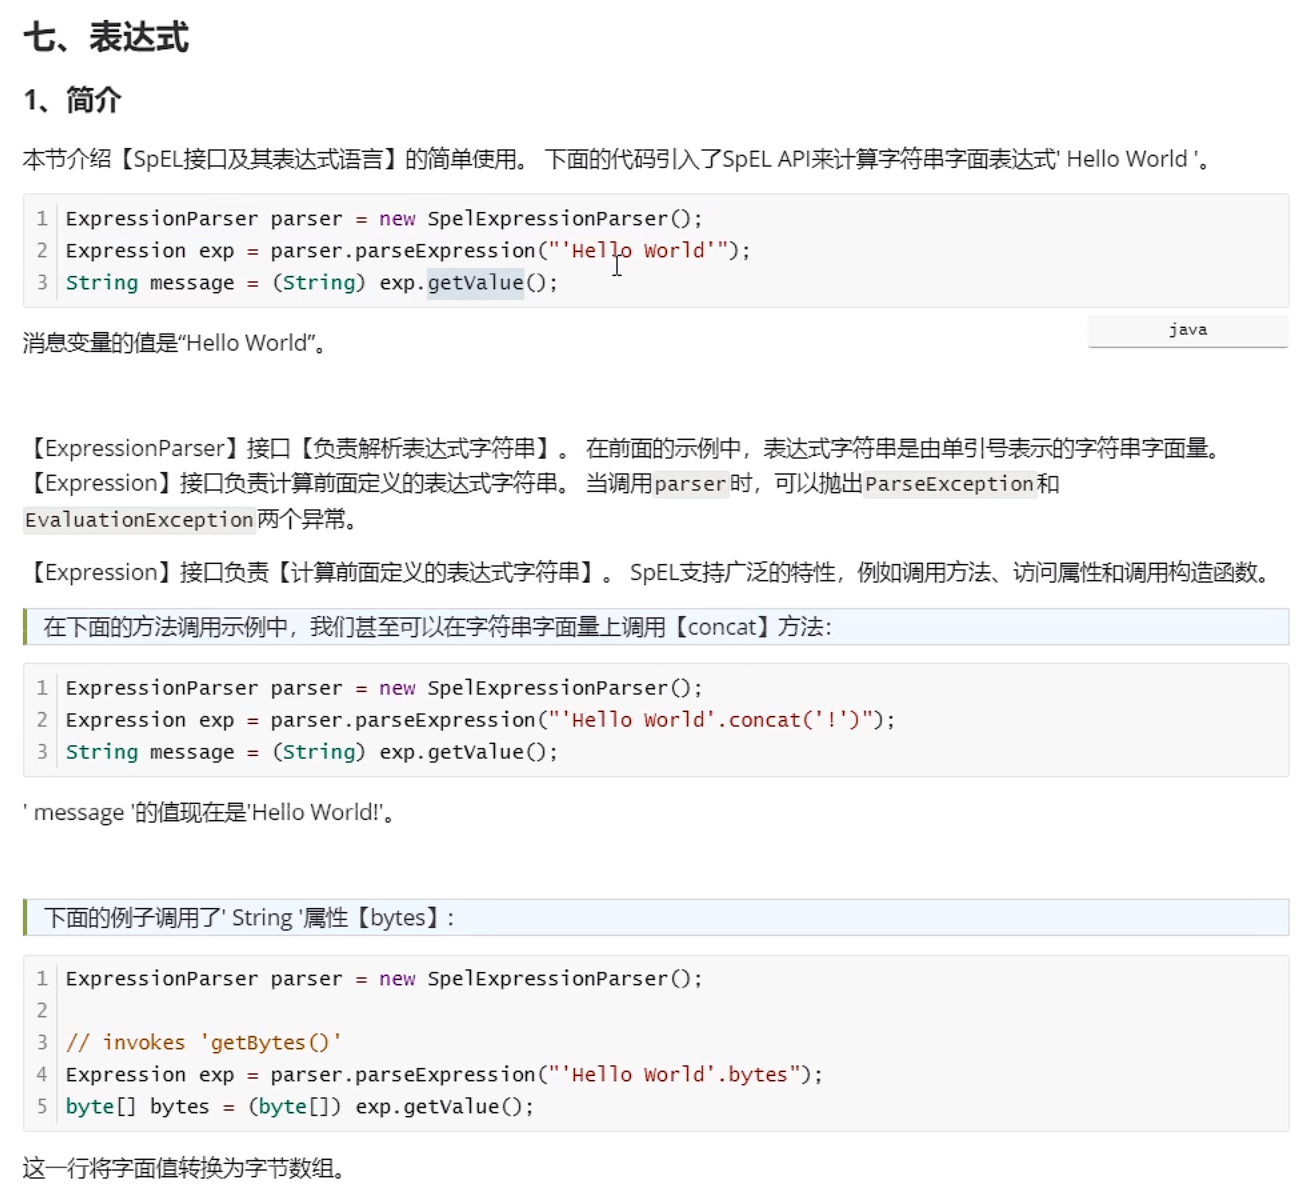 七、表达式
1、简介
本节介绍【SpEL接口及其表达式语言】的简单使用。 下面的代码引入了SpEL API来计算字符串字面表达式' Hello World '。
1 ExpressionParser parser = new SpelExpressionParser();
2 Expression exp = parser.parseExpression("'Hello World'");
3 String message = (String) exp.getValue();
java
消息变量的值是“Hello World”。
【ExpressionParser】接口【负责解析表达式字符串】。 在前面的示例中，表达式字符串是由单引号表示的字符串字面量。
【Expression】接口负责计算前面定义的表达式字符串。 当调用parser时，可以抛出ParseException和
EvaluationException两个异常。
【Expression】接口负责【计算前面定义的表达式字符串】。 SpEL支持广泛的特性，例如调用方法、访问属性和调用构造函数。
在下面的方法调用示例中，我们甚至可以在字符串字面量上调用【concat】方法：
1 ExpressionParser parser = new SpelExpressionParser();
2 Expression exp = parser.parseExpression("'Hello World'.concat('!')");
3 String message = (String) exp.getValue();
' message '的值现在是'Hello World!'。
下面的例子调用了' String '属性【bytes】:
1 ExpressionParser parser = new SpelExpressionParser();
2
3 // invokes 'getBytes()'
4 Expression exp = parser.parseExpression("'Hello World'.bytes");
5 byte[] bytes = (byte[]) exp.getValue();
这一行将字面值转换为字节数组。